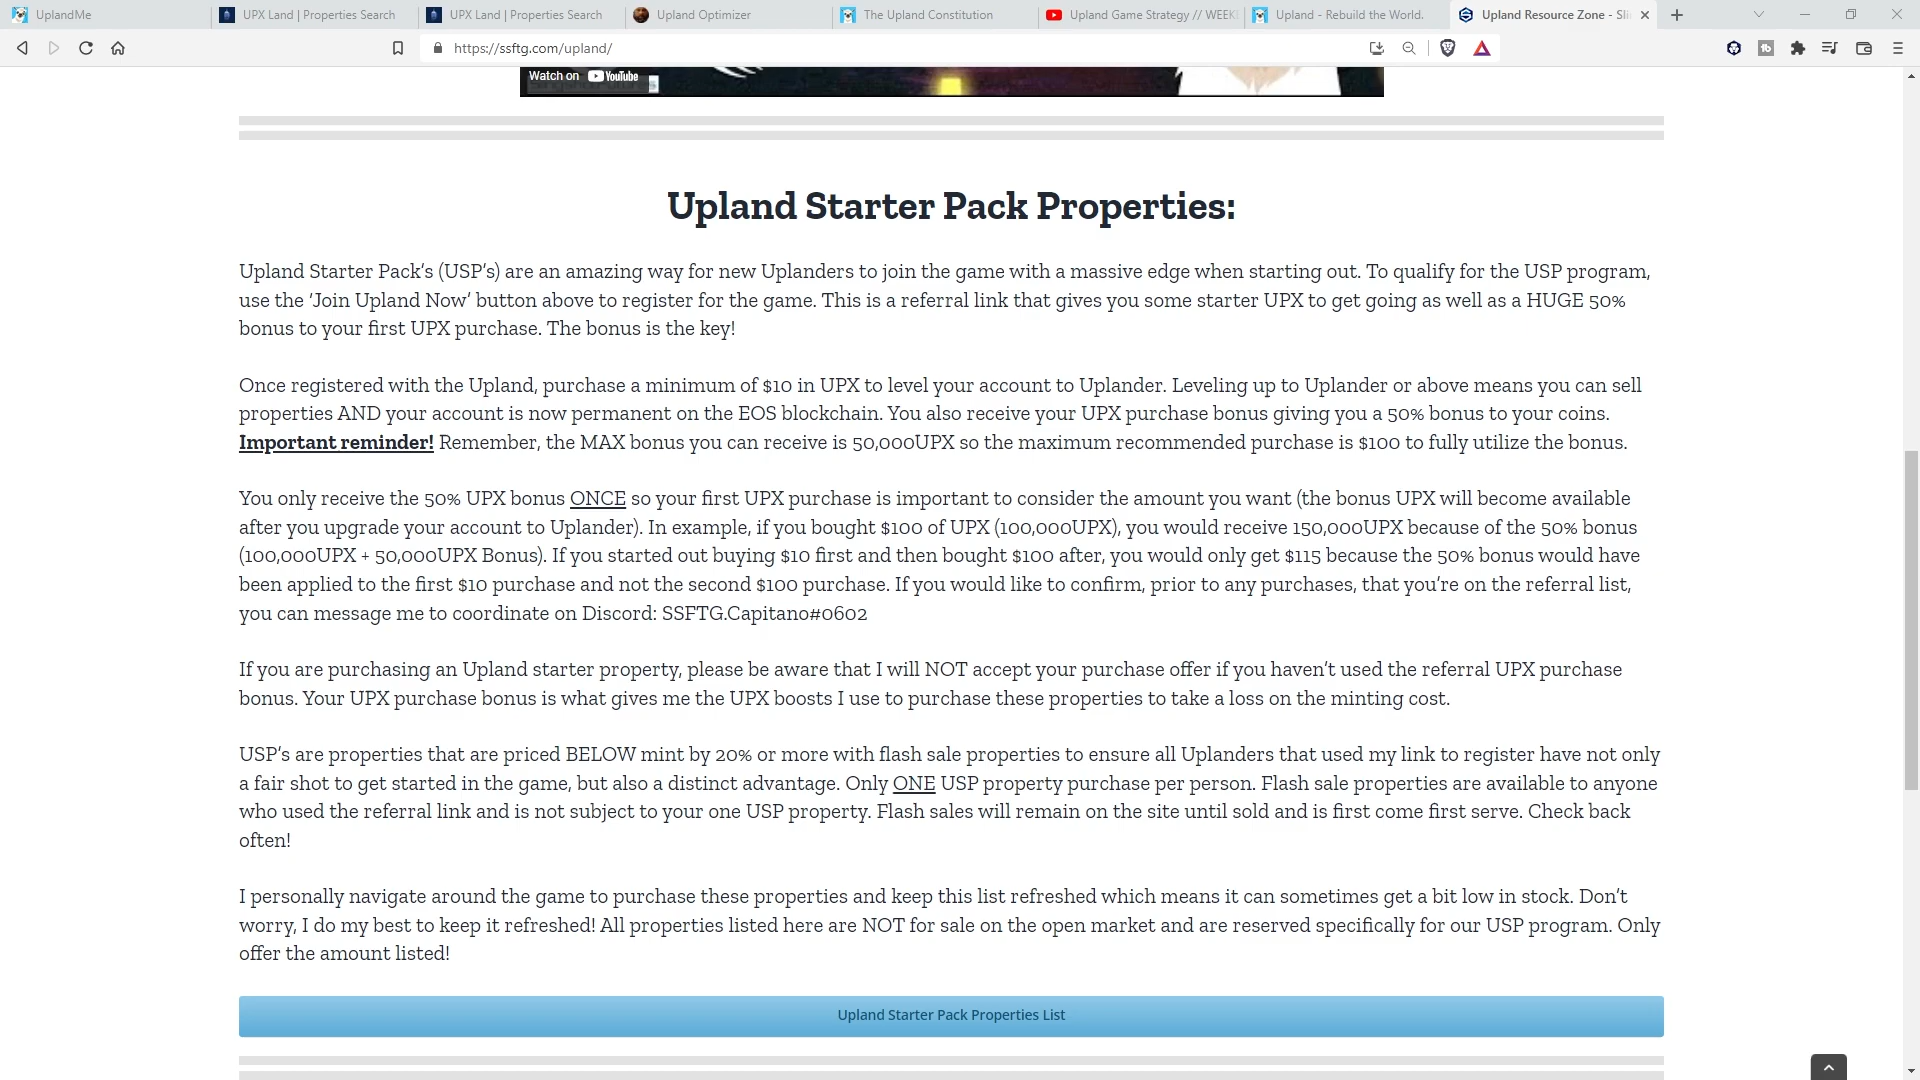 UplandMe
UPX Land | Properties Search
UPX Land | Properties Search
Upland Optimizer
The Upland Constitution
Upland Game Strategy // WEEK
Upland - Rebuild the World.
Upland Resource Zone - Sli
https://ssftg.com/upland/
Watch on YouTube
Upland Starter Pack Properties:
Upland Starter Pack's (USP's) are an amazing way for new Uplanders to join the game with a massive edge when starting out. To qualify for the USP program,
use the 'Join Upland Now' button above to register for the game. This is a referral link that gives you some starter UPX to get going as well as a HUGE 50%
bonus to your first UPX purchase. The bonus is the key!
Once registered with the Upland, purchase a minimum of $10 in UPX to level your account to Uplander. Leveling up to Uplander or above means you can sell
properties AND your account is now permanent on the EOS blockchain. You also receive your UPX purchase bonus giving you a 50% bonus to your coins.
Important reminder! Remember, the MAX bonus you can receive is 50,000UPX so the maximum recommended purchase is $100 to fully utilize the bonus.
You only receive the 50% UPX bonus ONCE so your first UPX purchase is important to consider the amount you want (the bonus UPX will become available
after you upgrade your account to Uplander). In example, if you bought $100 of UPX (100,000UPX), you would receive 150,000UPX because of the 50% bonus
(100,000UPX + 50,000UPX Bonus). If you started out buying $10 first and then bought $100 after, you would only get $115 because the 50% bonus would have
been applied to the first $10 purchase and not the second $100 purchase. If you would like to confirm, prior to any purchases, that you're on the referral list,
you can message me to coordinate on Discord: SSFTG.Capitano#0602
If you are purchasing an Upland starter property, please be aware that I will NOT accept your purchase offer if you haven't used the referral UPX purchase
bonus. Your UPX purchase bonus is what gives me the UPX boosts I use to purchase these properties to take a loss on the minting cost.
USP's are properties that are priced BELOW mint by 20% or more with flash sale properties to ensure all Uplanders that used my link to register have not only
a fair shot to get started in the game, but also a distinct advantage. Only ONE USP property purchase per person. Flash sale properties are available to anyone
who used the referral link and is not subject to your one USP property. Flash sales will remain on the site until sold and is first come first serve. Check back
often!
I personally navigate around the game to purchase these properties and keep this list refreshed which means it can sometimes get a bit low in stock. Don't
worry, I do my best to keep it refreshed! All properties listed here are NOT for sale on the open market and are reserved specifically for our USP program. Only
offer the amount listed!
Upland Starter Pack Properties List